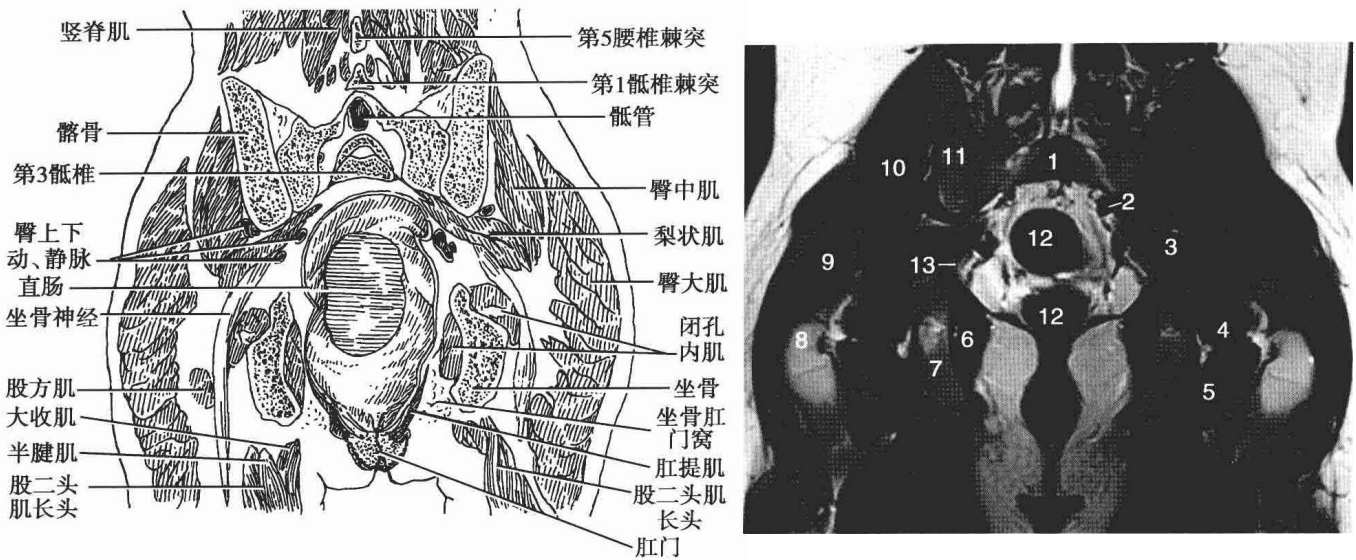 竖脊肌
髂骨
第3骶椎
臀上下
动、静脉
直肠
坐骨神经
股方肌
大收肌
半腱肌
股二头
肌长头
第5腰椎棘突
第1骶椎棘突
骶管
臀中肌
梨状肌
臀大肌
闭孔
内肌
坐骨
坐骨肛
门窝
肛提肌
股二头肌
长头
肛门
1
10
11
2
12
3
9
13
12
8
6
4
7
5